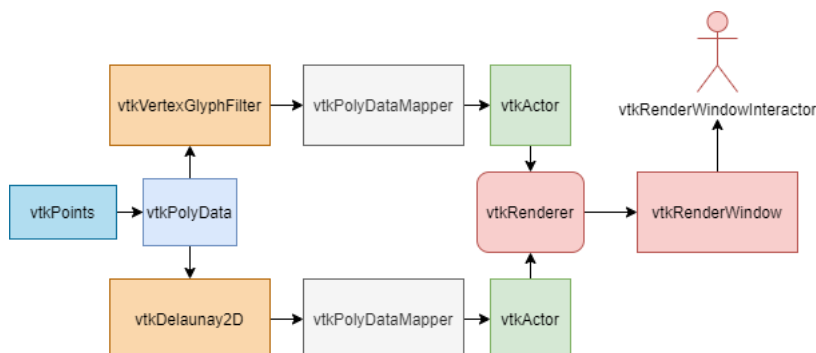 vtkVertexGlyphFilter
vtkPolyDataMapper
vtkActor
vtkRenderWindowInteractor
vtkPoints
vtkPolyData
vtkRenderer
vtkRenderWindow
vtkDelaunay2D
vtkPolyDataMapper
vtkActor